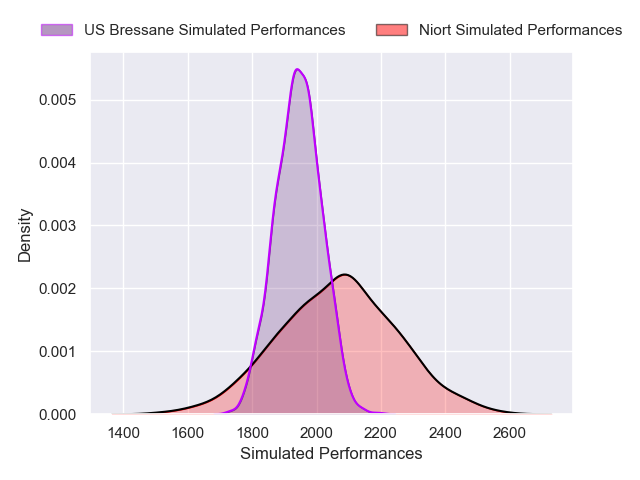 US Bressane Simulated Performances
Niort Simulated Performances
Density
0.005
0.004
0.003
0.002
0.001
0.000
1400 1600 1800 2000 2200 2400 2600
Simulated Performances